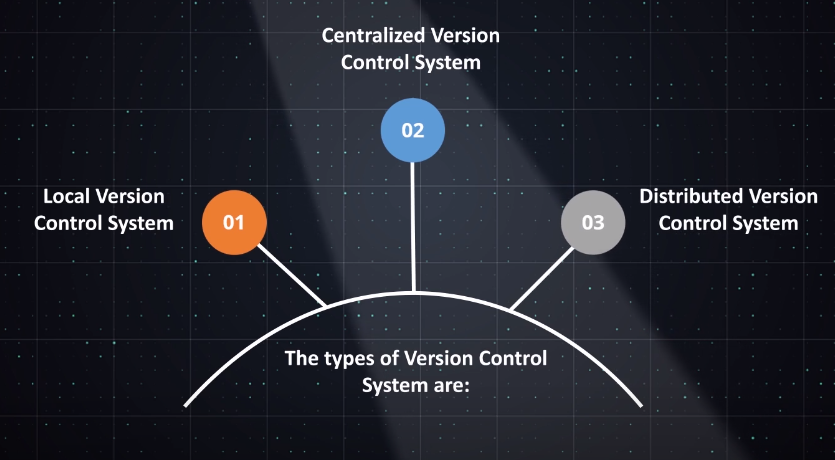 Centralized Version
Control System
02
Local Version
Control System
01
03
Distributed Version
Control System
The types of Version Control
System are: